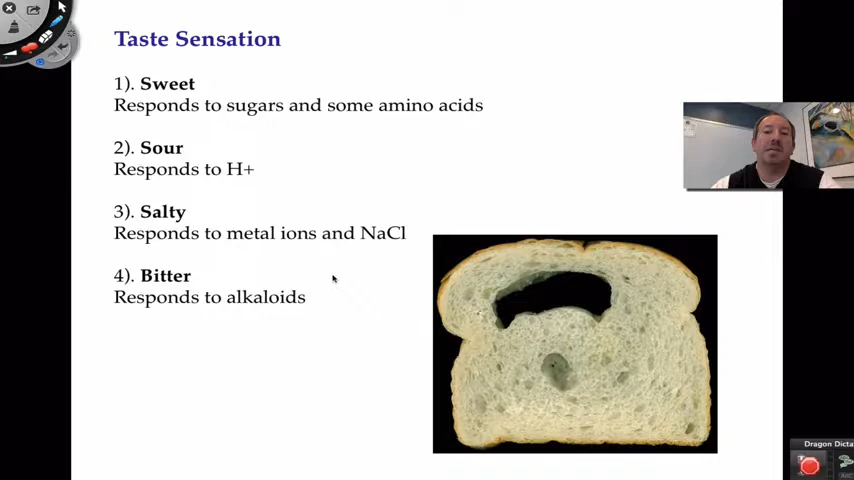 Taste Sensation
1). Sweet
Responds to sugars and some amino acids
2). Sour
Responds to H+
3). Salty
Responds to metal ions and NaCl
4). Bitter
Responds to alkaloids
Dragon Dicta